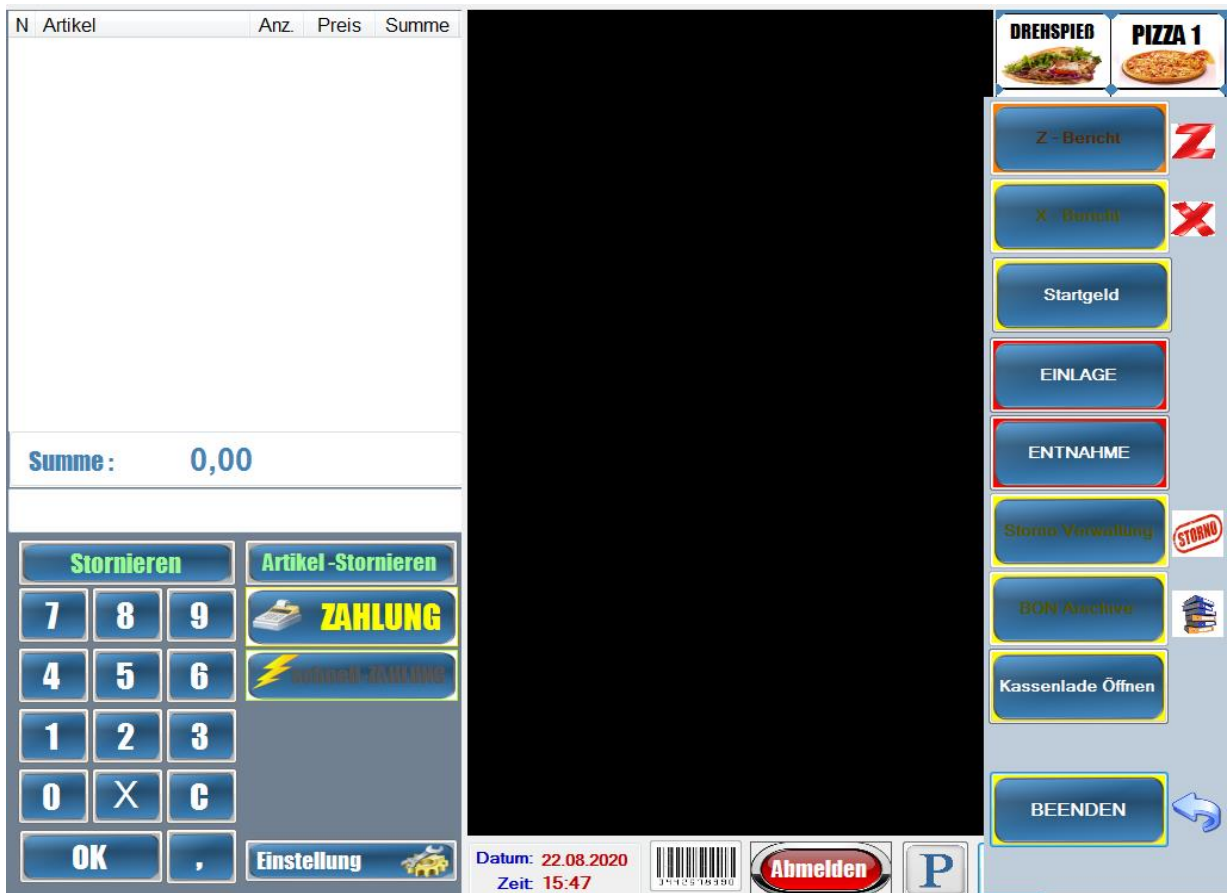 N Artikel Anz. Preis Summe
Summe : 0,00
Stornieren Artikel -Stornieren
7 8 9 ZAHLUNG
4 5 6 Schnell-ZAHLUNG
1 2 3
0 X C
OK , Einstellung
Datum: 22.08.2020
Zeit: 15:47
Abmelden
P
DREHSPIEß PIZZA 1
Z - Bericht Z
X - Bericht X
Startgeld
EINLAGE
ENTNAHME
Storno Verwaltung STORNO
BON Archive
Kassenlade Öffnen
BEENDEN